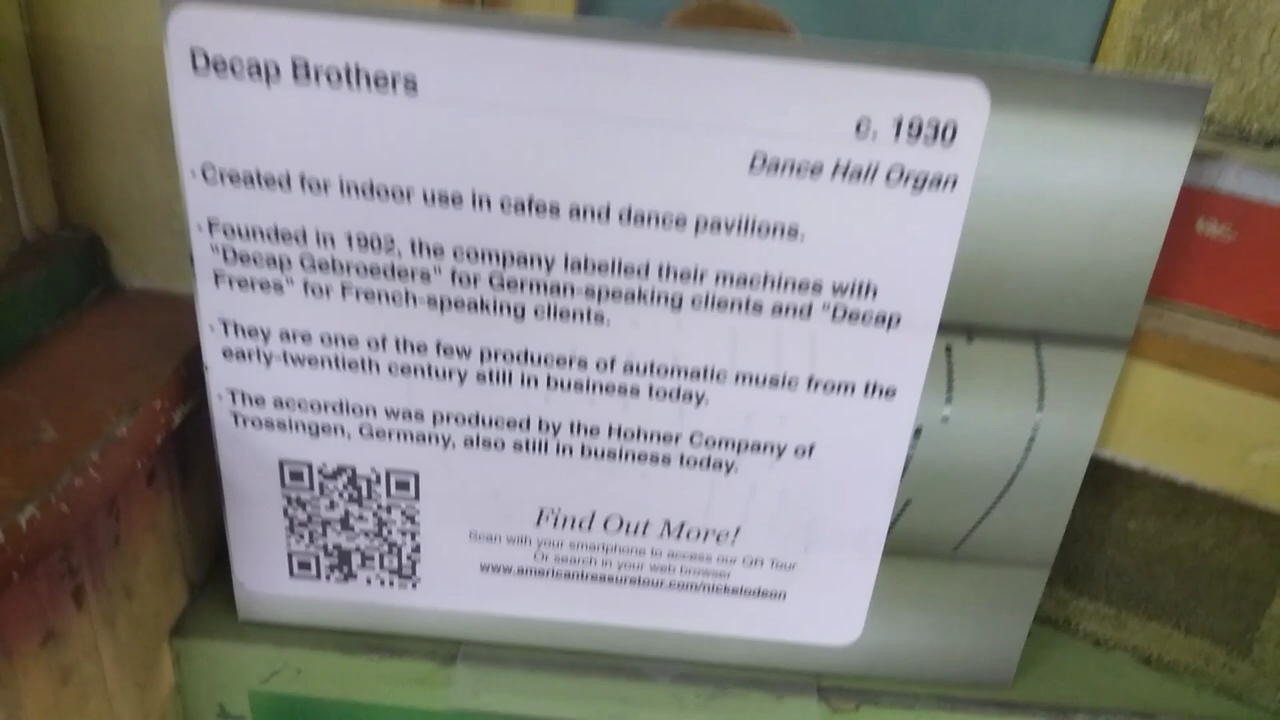 Decap Brothers
c. 1930
Dance Hall Organ
· Created for indoor use in cafes and dance pavilions.
· Founded in 1902, the company labelled their machines with
"Decap Gebroeders" for German-speaking clients and "Decap
Freres" for French-speaking clients.
· They are one of the few producers of automatic music from the
early-twentieth century still in business today.
· The accordion was produced by the Hohner Company of
Trossingen, Germany, also still in business today.
Find Out More!
Scan with your smartphone to access our QR Tour
Or search in your web browser
www.americantreasuretour.com/nickelodeon